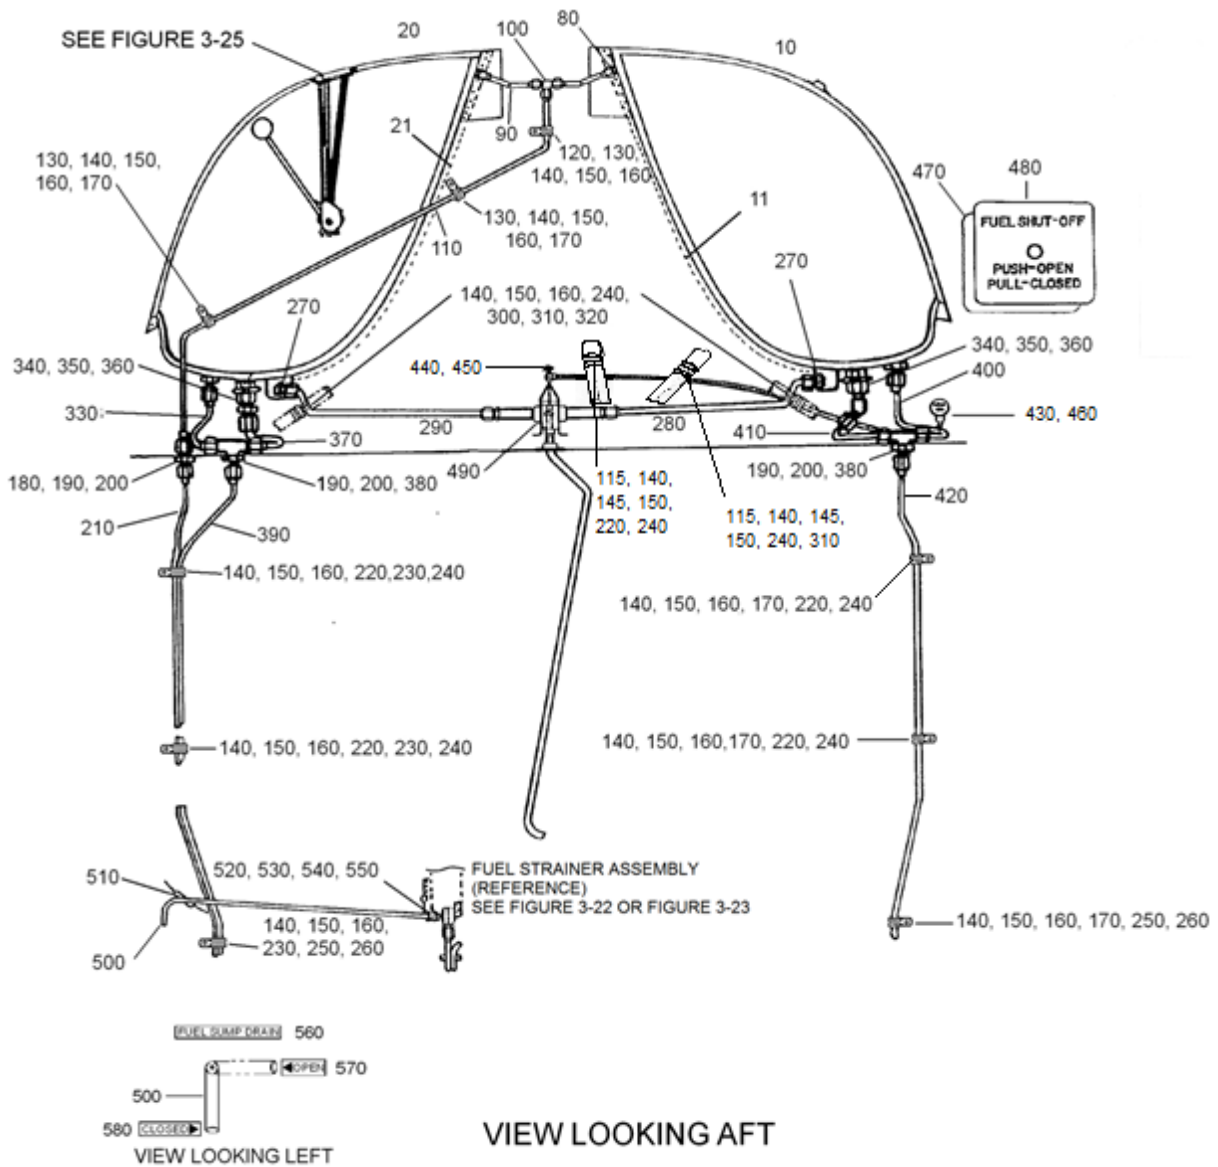 20
100
80
10
SEE FIGURE 3-25
90
21
120, 130,
140, 150, 160
130, 140, 150,
160, 170
470
480
FUEL SHUT-OFF
PUSH-OPEN
PULL-CLOSED
11
130, 140, 150,
160, 170
110
270
140, 150, 160, 240,
300, 310, 320
270
340, 350, 360
440, 450
340, 350, 360
400
330
430, 460
370
290
280
410
180, 190, 200
190, 200, 380
490
190, 200, 380
115, 140,
145, 150,
220, 240
115, 140, 145,
150, 240, 310
420
210
390
140, 150, 160, 220,230,240
140, 150, 160, 170, 220, 240
140, 150, 160, 220, 230, 240
140, 150, 160,170, 220, 240
510
520, 530, 540, 550
FUEL STRAINER ASSEMBLY
(REFERENCE)
SEE FIGURE 3-22 OR FIGURE 3-23
140, 150, 160,
230, 250, 260
500
140, 150, 160, 170, 250, 260
FUEL SUMP DRAIN 560
OPEN 570
500
580 CLOSED
VIEW LOOKING LEFT
VIEW LOOKING AFT